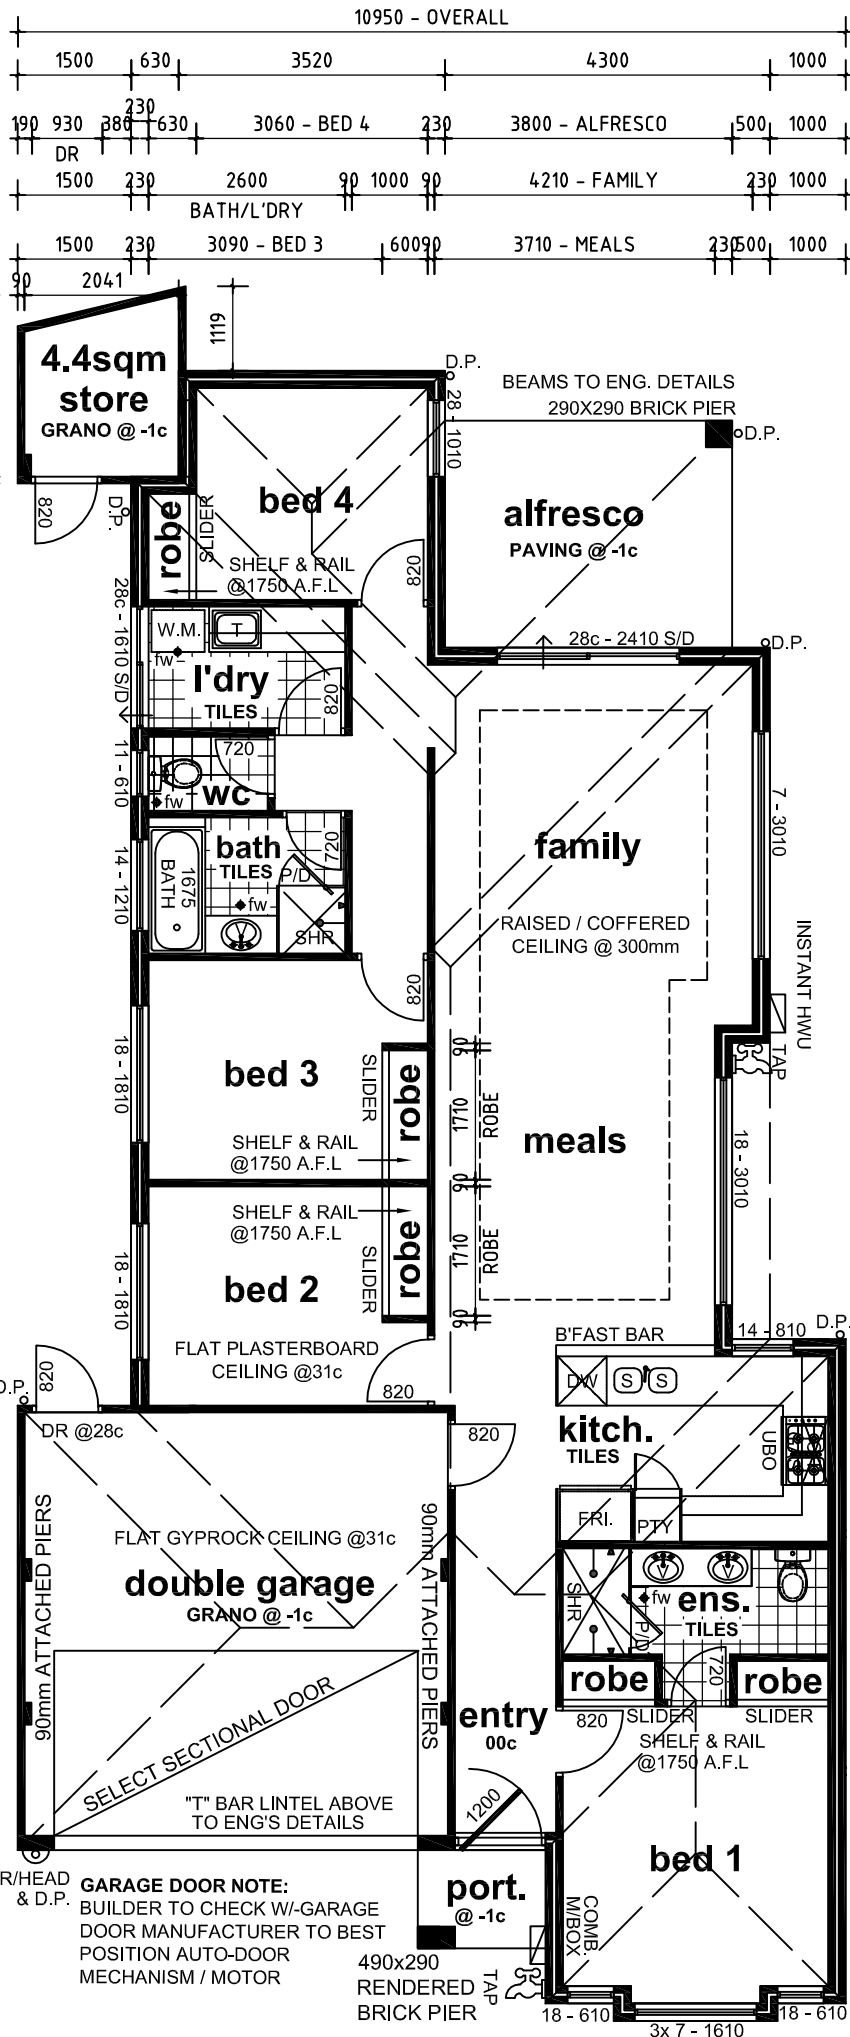 10950 - OVERALL
1500 630 3520 4300 1000
230
190 930 380 630 3060 - BED 4 230 3800 - ALFRESCO 500 1000
DR
1500 230 2600 90 1000 90 4210 - FAMILY 230 1000
BATH/L'DRY
1500 230 3090 - BED 3 600 90 3710 - MEALS 230 500 1000
90 2041
1119
4.4sqm
store
GRANO @ -1c
D.P.
BEAMS TO ENG. DETAILS
290X290 BRICK PIER
D.P.
28 - 1010
820
D.P.
robe
SLIDER
bed 4
SHELF & RAIL
@1750 A.F.L
820
alfresco
PAVING @ -1c
28c - 2410 S/D
D.P.
28c - 1610 S/D
W.M.
T
fw
l'dry
TILES
820
11 - 610
720
wc
fw
14 - 1210
1675
BATH
bath
TILES
720
P/D
fw
SHR
family
7 - 3010
RAISED / COFFERED
CEILING @ 300mm
INSTANT HWU
TAP
820
18 - 1810
bed 3
SLIDER
robe
SHELF & RAIL
@1750 A.F.L
90
1710
ROBE
90
meals
18 - 3010
SHELF & RAIL
@1750 A.F.L
robe
SLIDER
1710
ROBE
90
18 - 1810
bed 2
FLAT PLASTERBOARD
CEILING @31c
820
B'FAST BAR
14 - 810
D.P.
D.P.
820
DR @28c
DW
S S
kitch.
TILES
UBO
820
FRI.
PTY
90mm ATTACHED PIERS
FLAT GYPROCK CEILING @31c
90mm ATTACHED PIERS
double garage
GRANO @ -1c
SHR
P/D
fw
ens.
TILES
720
robe
robe
SLIDER
SLIDER
SELECT SECTIONAL DOOR
entry
00c
820
SHELF & RAIL
@1750 A.F.L
"T" BAR LINTEL ABOVE
TO ENG'S DETAILS
1200
bed 1
R/HEAD
& D.P.
GARAGE DOOR NOTE:
BUILDER TO CHECK W/-GARAGE
DOOR MANUFACTURER TO BEST
POSITION AUTO-DOOR
MECHANISM / MOTOR
port.
@ -1c
COMB.
M/BOX
490x290
RENDERED
BRICK PIER
TAP
18 - 610
3x 7 - 1610
18 - 610